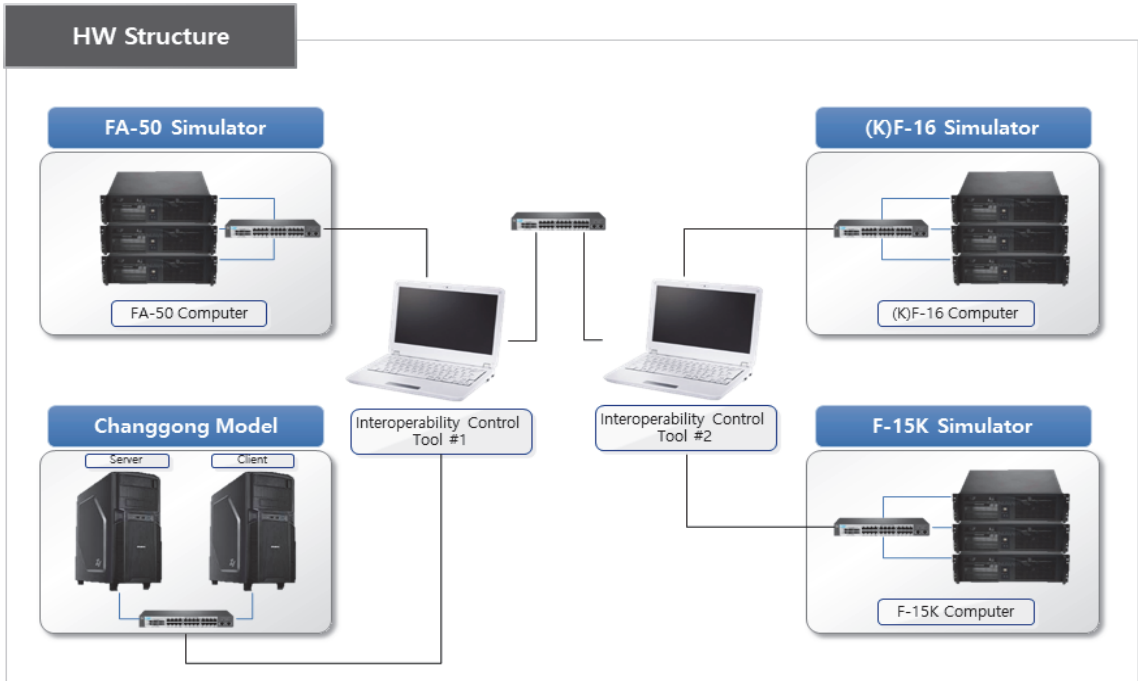 HW Structure
FA-50 Simulator
FA-50 Computer
(K)F-16 Simulator
(K)F-16 Computer
Interoperability Control
Tool #1
Interoperability Control
Tool #2
Changgong Model
Server
Client
F-15K Simulator
F-15K Computer